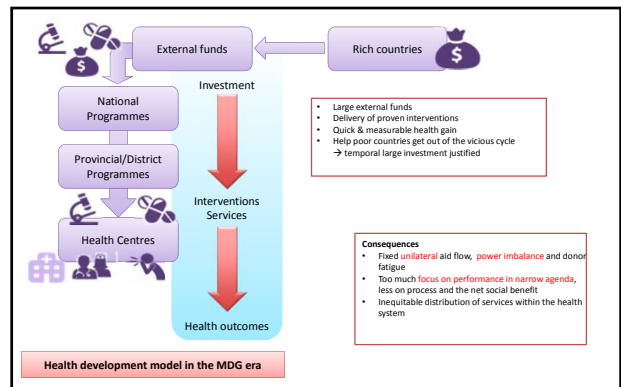 External funds
Rich countries
$
$
Investment
National
Programmes
Provincial/District
Programmes
Health Centres
Interventions
Services
Health outcomes
• Large external funds
• Delivery of proven interventions
• Quick & measurable health gain
• Help poor countries get out of the vicious cycle
→ temporal large investment justified
Consequences
• Fixed unilateral aid flow, power imbalance and donor
fatigue
• Too much focus on performance in narrow agenda,
less on process and the net social benefit
• Inequitable distribution of services within the health
system
Health development model in the MDG era